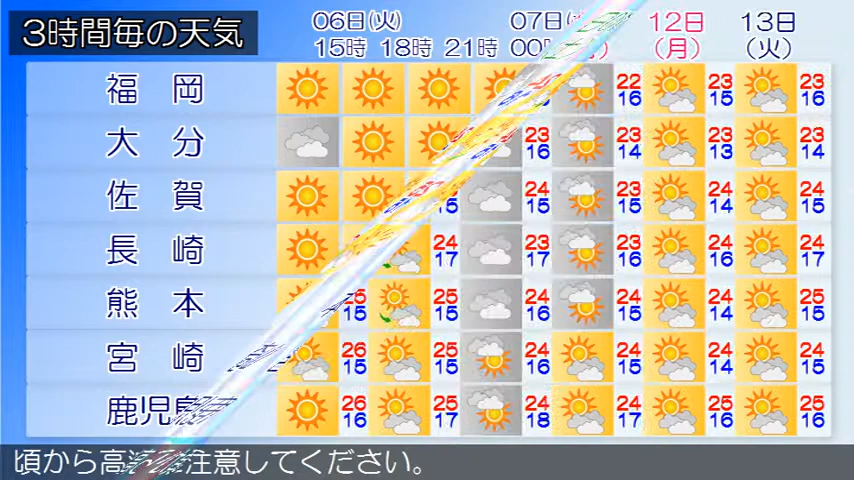 3時間毎の天気
06日(火) 07日 12日 13日
15時 18時 21時 (月) (火)
福岡 22 16 23 15 23 16
大分 23 16 23 14 23 13 23 14
佐賀 15 24 15 23 15 24 14 24 15
長崎 24 17 23 17 23 16 24 16 24 17
熊本 25 15 25 15 24 16 24 15 24 14 25 15
宮崎 26 15 25 15 24 16 24 15 24 14 24 15
鹿児島 26 16 25 17 24 18 24 17 25 16 25 16
頃から高 注意してください。